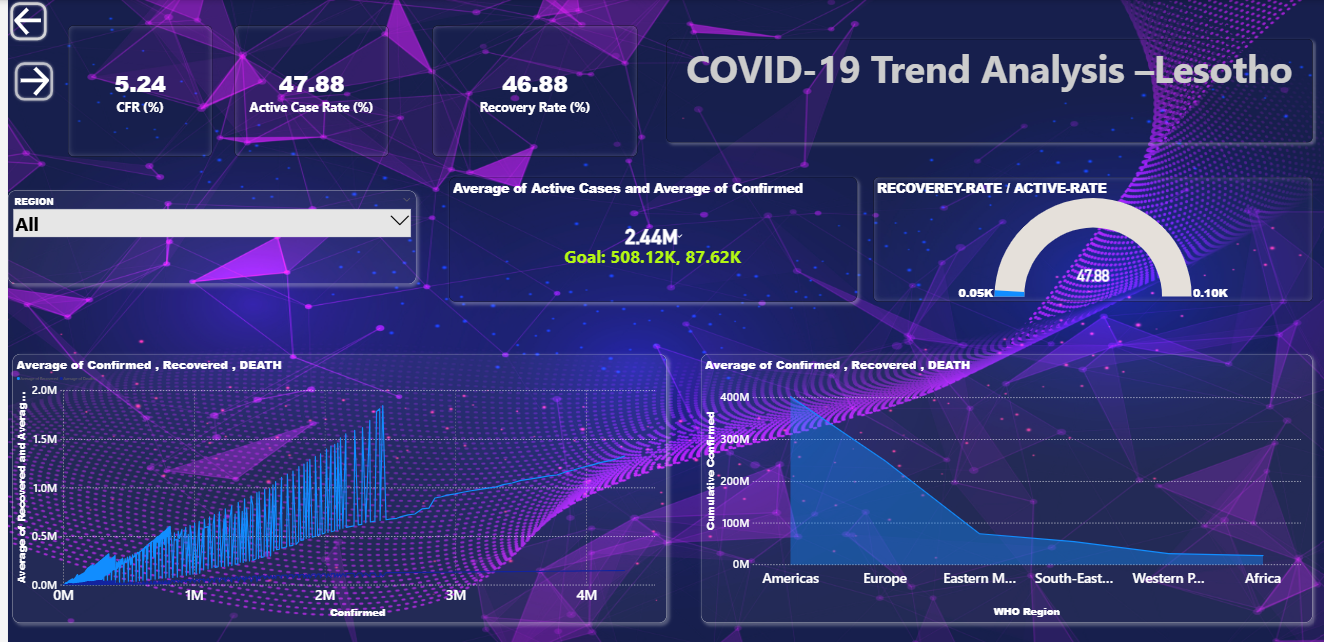 5.24
CFR (%)
47.88
Active Case Rate (%)
46.88
Recovery Rate (%)
COVID-19 Trend Analysis –Lesotho
REGION
All
Average of Active Cases and Average of Confirmed
2.44M
Goal: 508.12K, 87.62K
RECOVEREY-RATE / ACTIVE-RATE
47.88
0.05K
0.10K
Average of Confirmed , Recovered , DEATH
Average of Recovered and Averag...
2.0M
1.5M
1.0M
0.5M
0.0M
0M
1M
2M
3M
4M
Confirmed
Average of Confirmed , Recovered , DEATH
Cumulative Confirmed
400M
300M
200M
100M
0M
Americas
Europe
Eastern M...
South-East...
Western P...
Africa
WHO Region